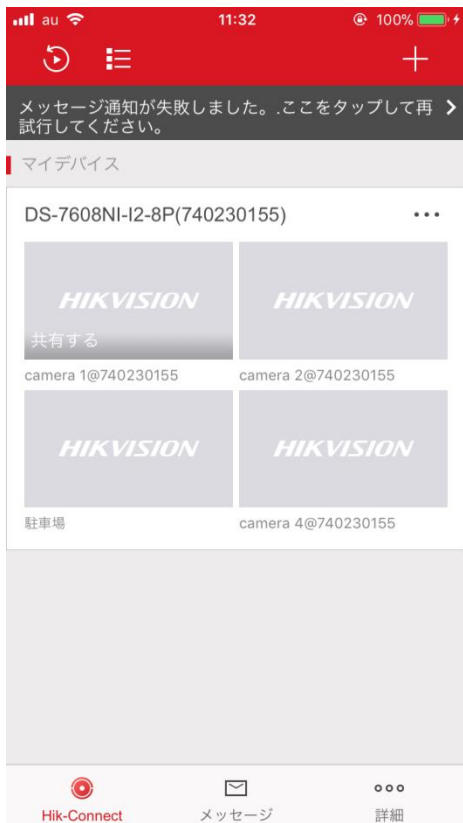 au 11:32 100%
メッセージ通知が失敗しました。.ここをタップして再
試行してください。
マイデバイス
DS-7608NI-I2-8P(740230155)
HIKVISION HIKVISION
共有する
camera 1@740230155 camera 2@740230155
HIKVISION HIKVISION
駐車場 camera 4@740230155
Hik-Connect メッセージ 詳細